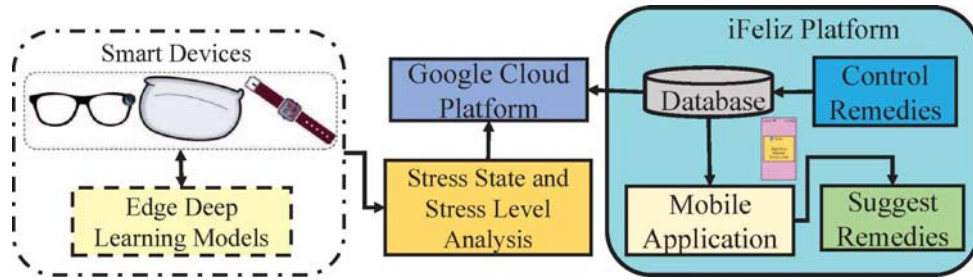 Smart Devices
Edge Deep
Learning Models
Google Cloud
Platform
Stress State and
Stress Level
Analysis
iFeliz Platform
Database
Control
Remedies
Mobile
Application
Suggest
Remedies